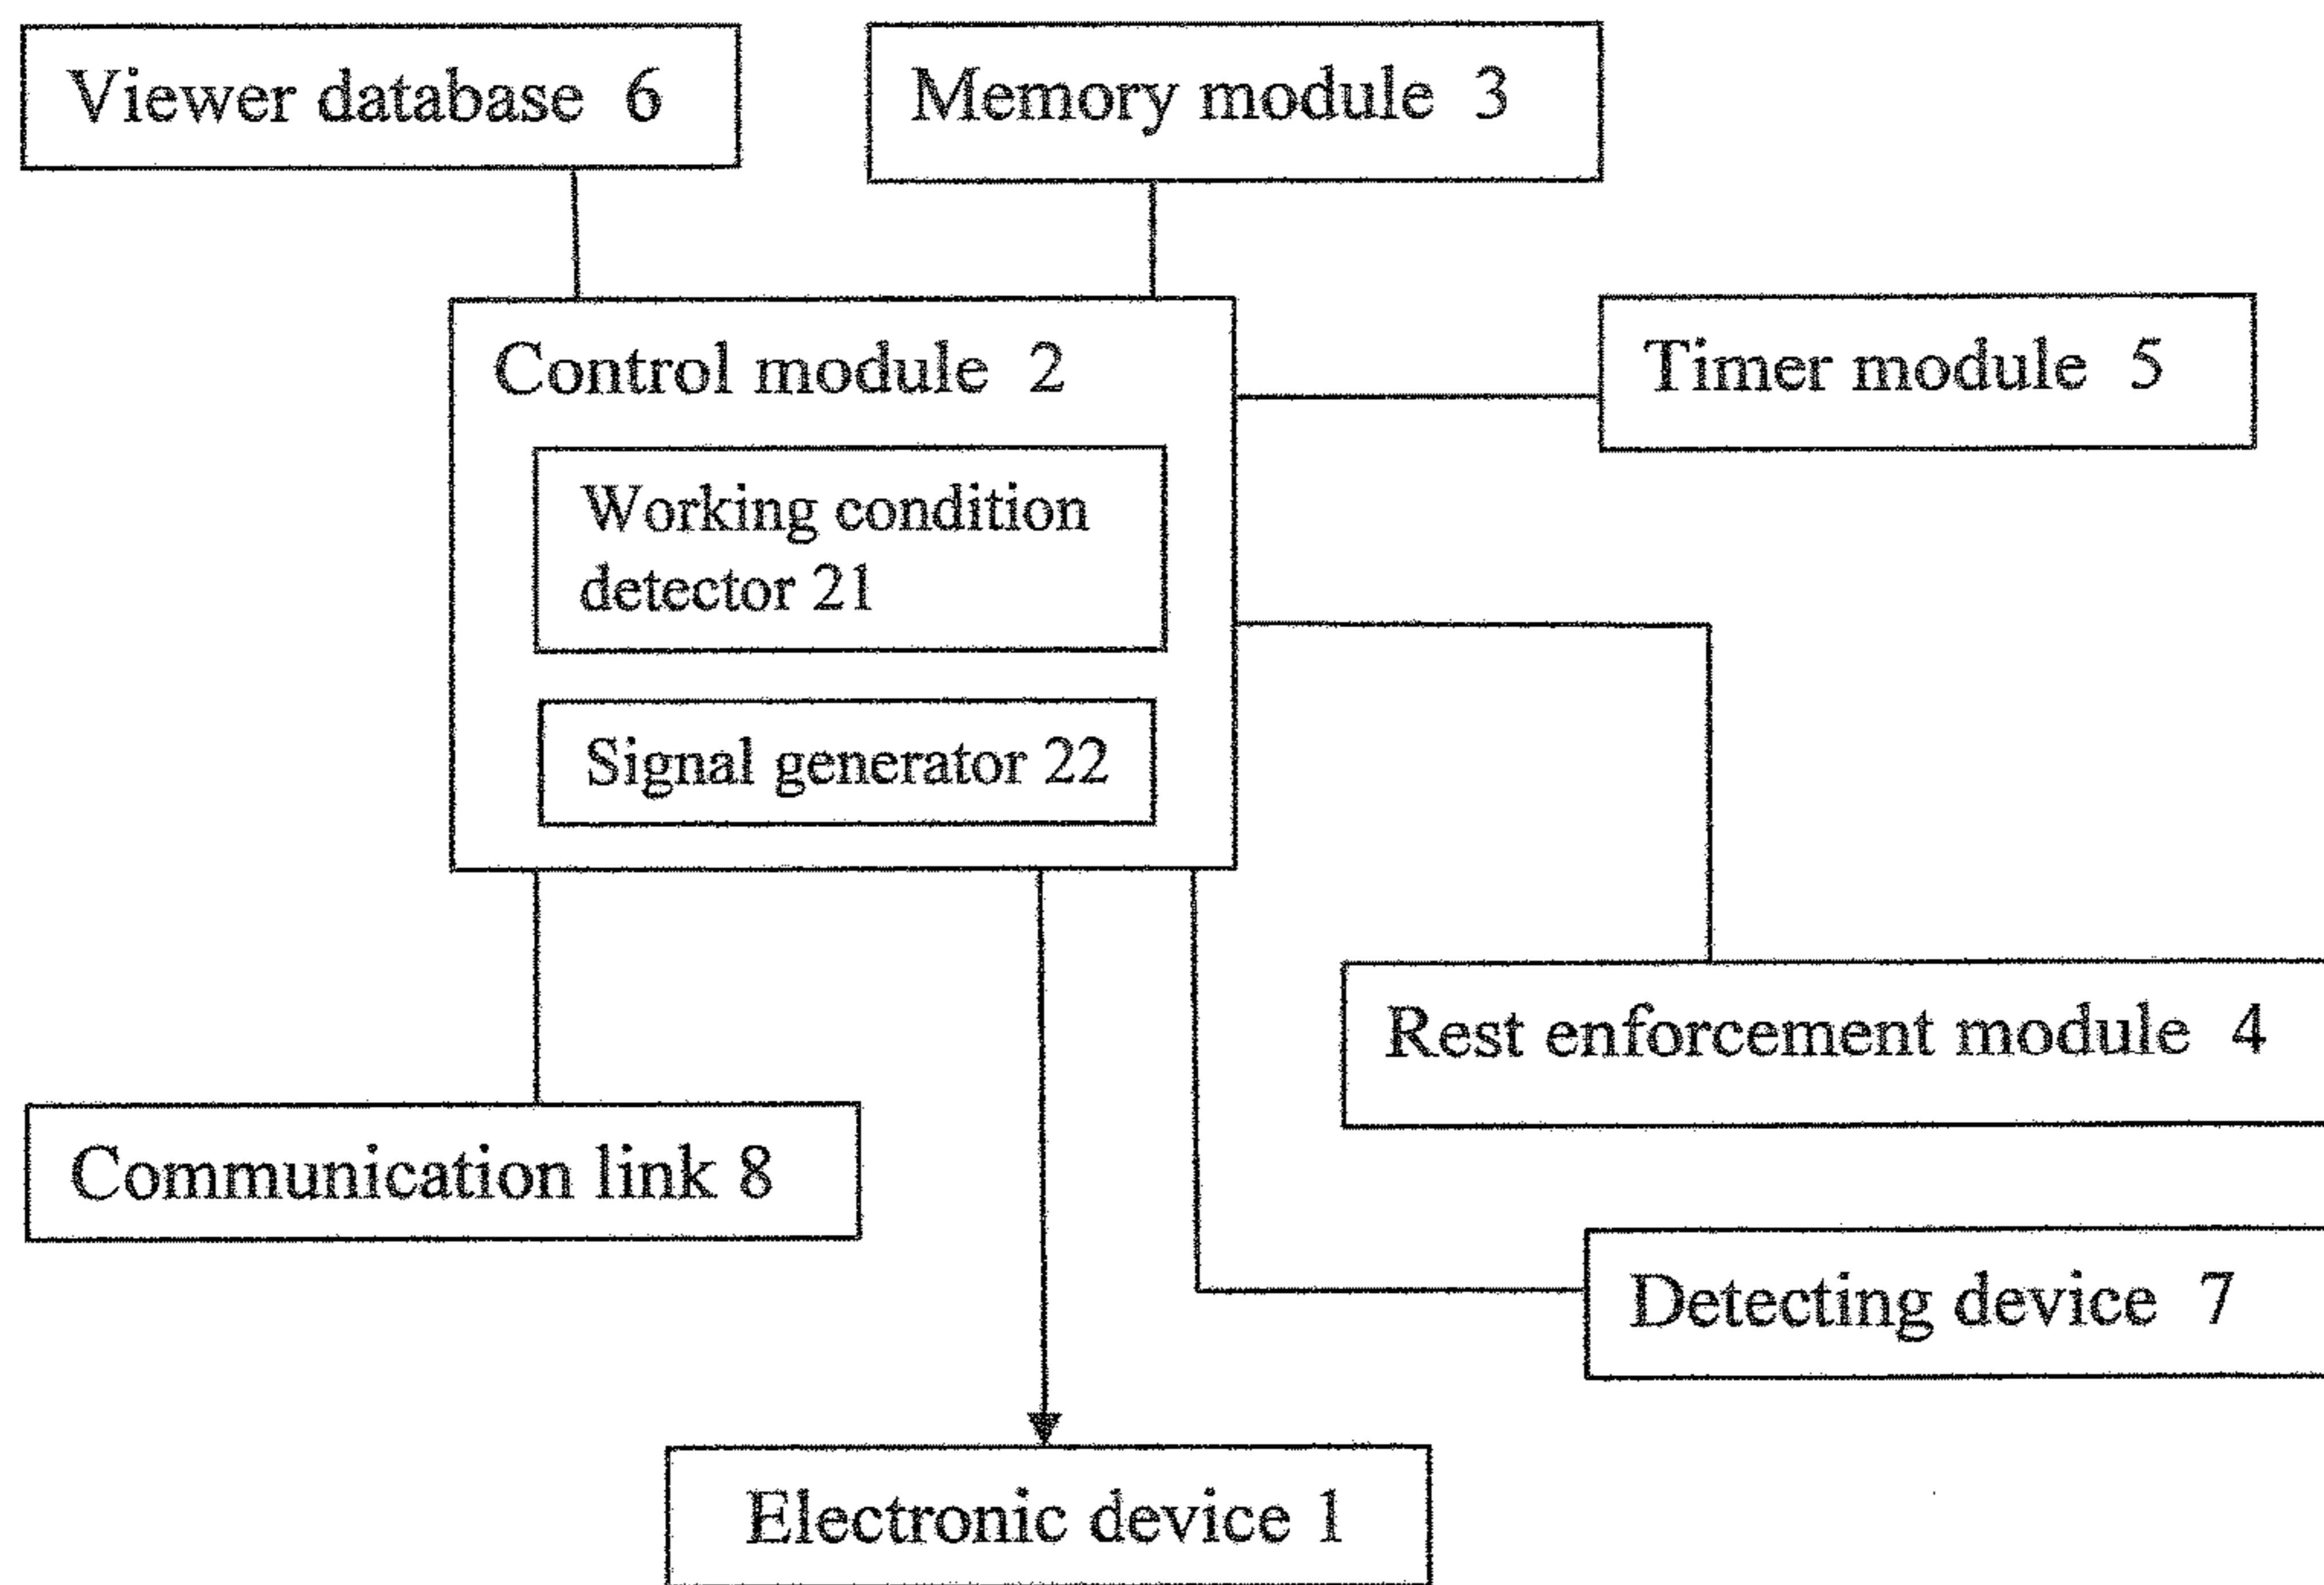 Viewer database 6
Memory module 3
Control module 2
Timer module 5
Working condition
detector 21
Signal generator 22
Rest enforcement module 4
Communication link 8
Detecting device 7
Electronic device 1